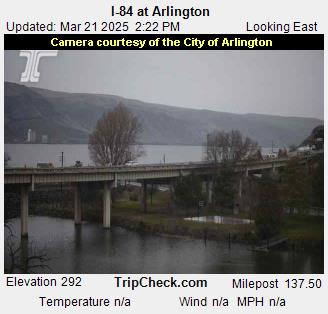 I-84 at Arlington
Updated: Mar 21 2025 2:22 PM Looking East
Camera courtesy of the City of Arlington
Elevation 292 TripCheck.com Milepost 137.50
Temperature n/a Wind n/a MPH n/a